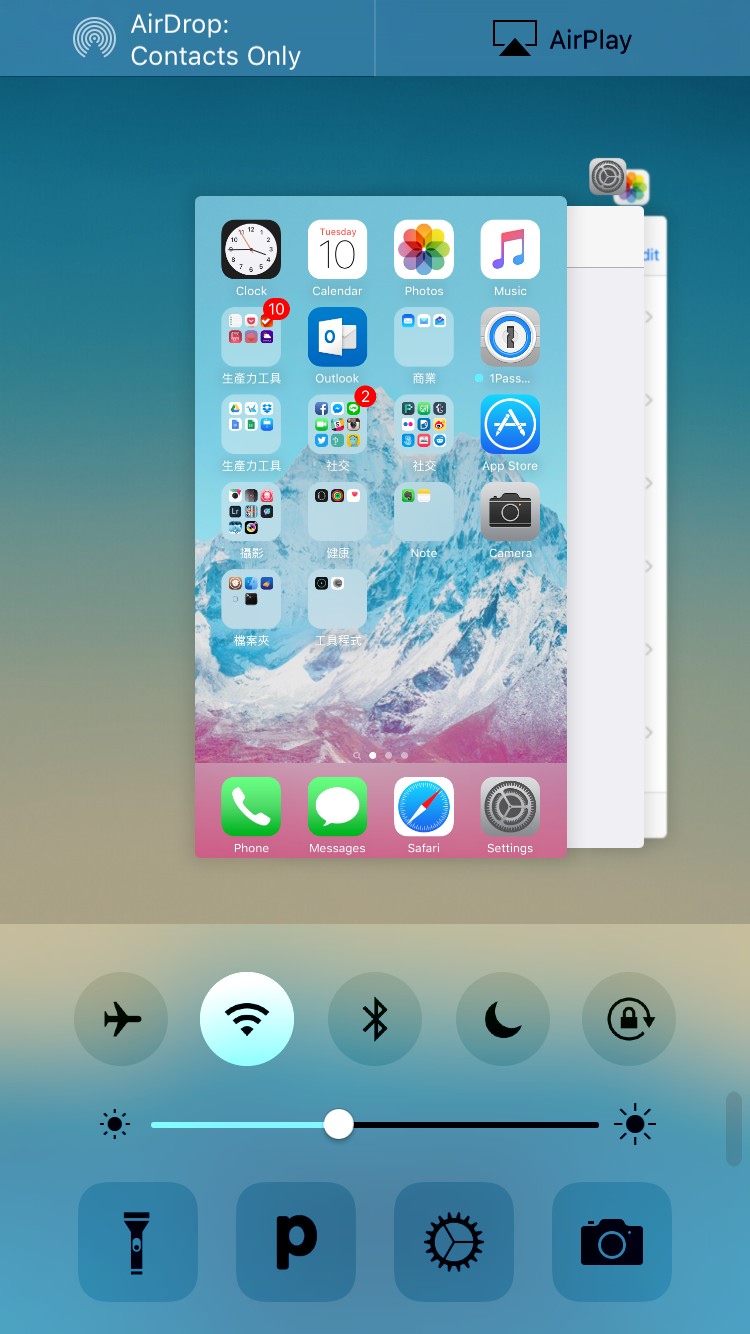 AirDrop:
Contacts Only
AirPlay
dit
Tuesday
10
Clock
Calendar
Photos
Music
10
生產力工具
Outlook
商業
1Pass...
2
生產力工具
社交
社交
App Store
攝影
健康
Note
Camera
檔案夾
工具程式
Phone
Messages
Safari
Settings